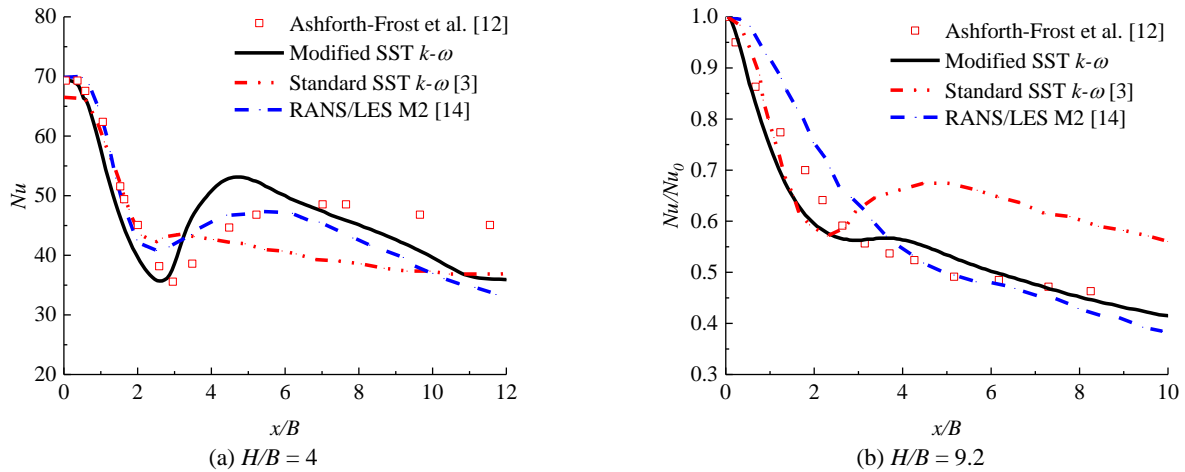 80
70
60
50
40
30
20
Nu
0 2 4 6 8 10 12
x/B
Ashforth-Frost et al. [12]
Modified SST k-ω
Standard SST k-ω [3]
RANS/LES M2 [14]
(a) H/B = 4
1.0
0.9
0.8
0.7
0.6
0.5
0.4
0.3
Nu/Nu0
0 2 4 6 8 10
x/B
Ashforth-Frost et al. [12]
Modified SST k-ω
Standard SST k-ω [3]
RANS/LES M2 [14]
(b) H/B = 9.2